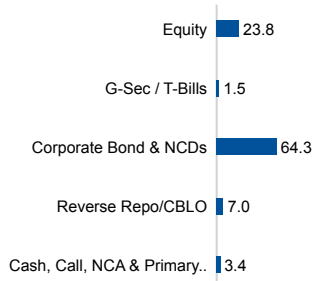 Equity 23.8
G-Sec / T-Bills 1.5
Corporate Bond & NCDs 64.3
Reverse Repo/CBLO 7.0
Cash, Call, NCA & Primary.. 3.4